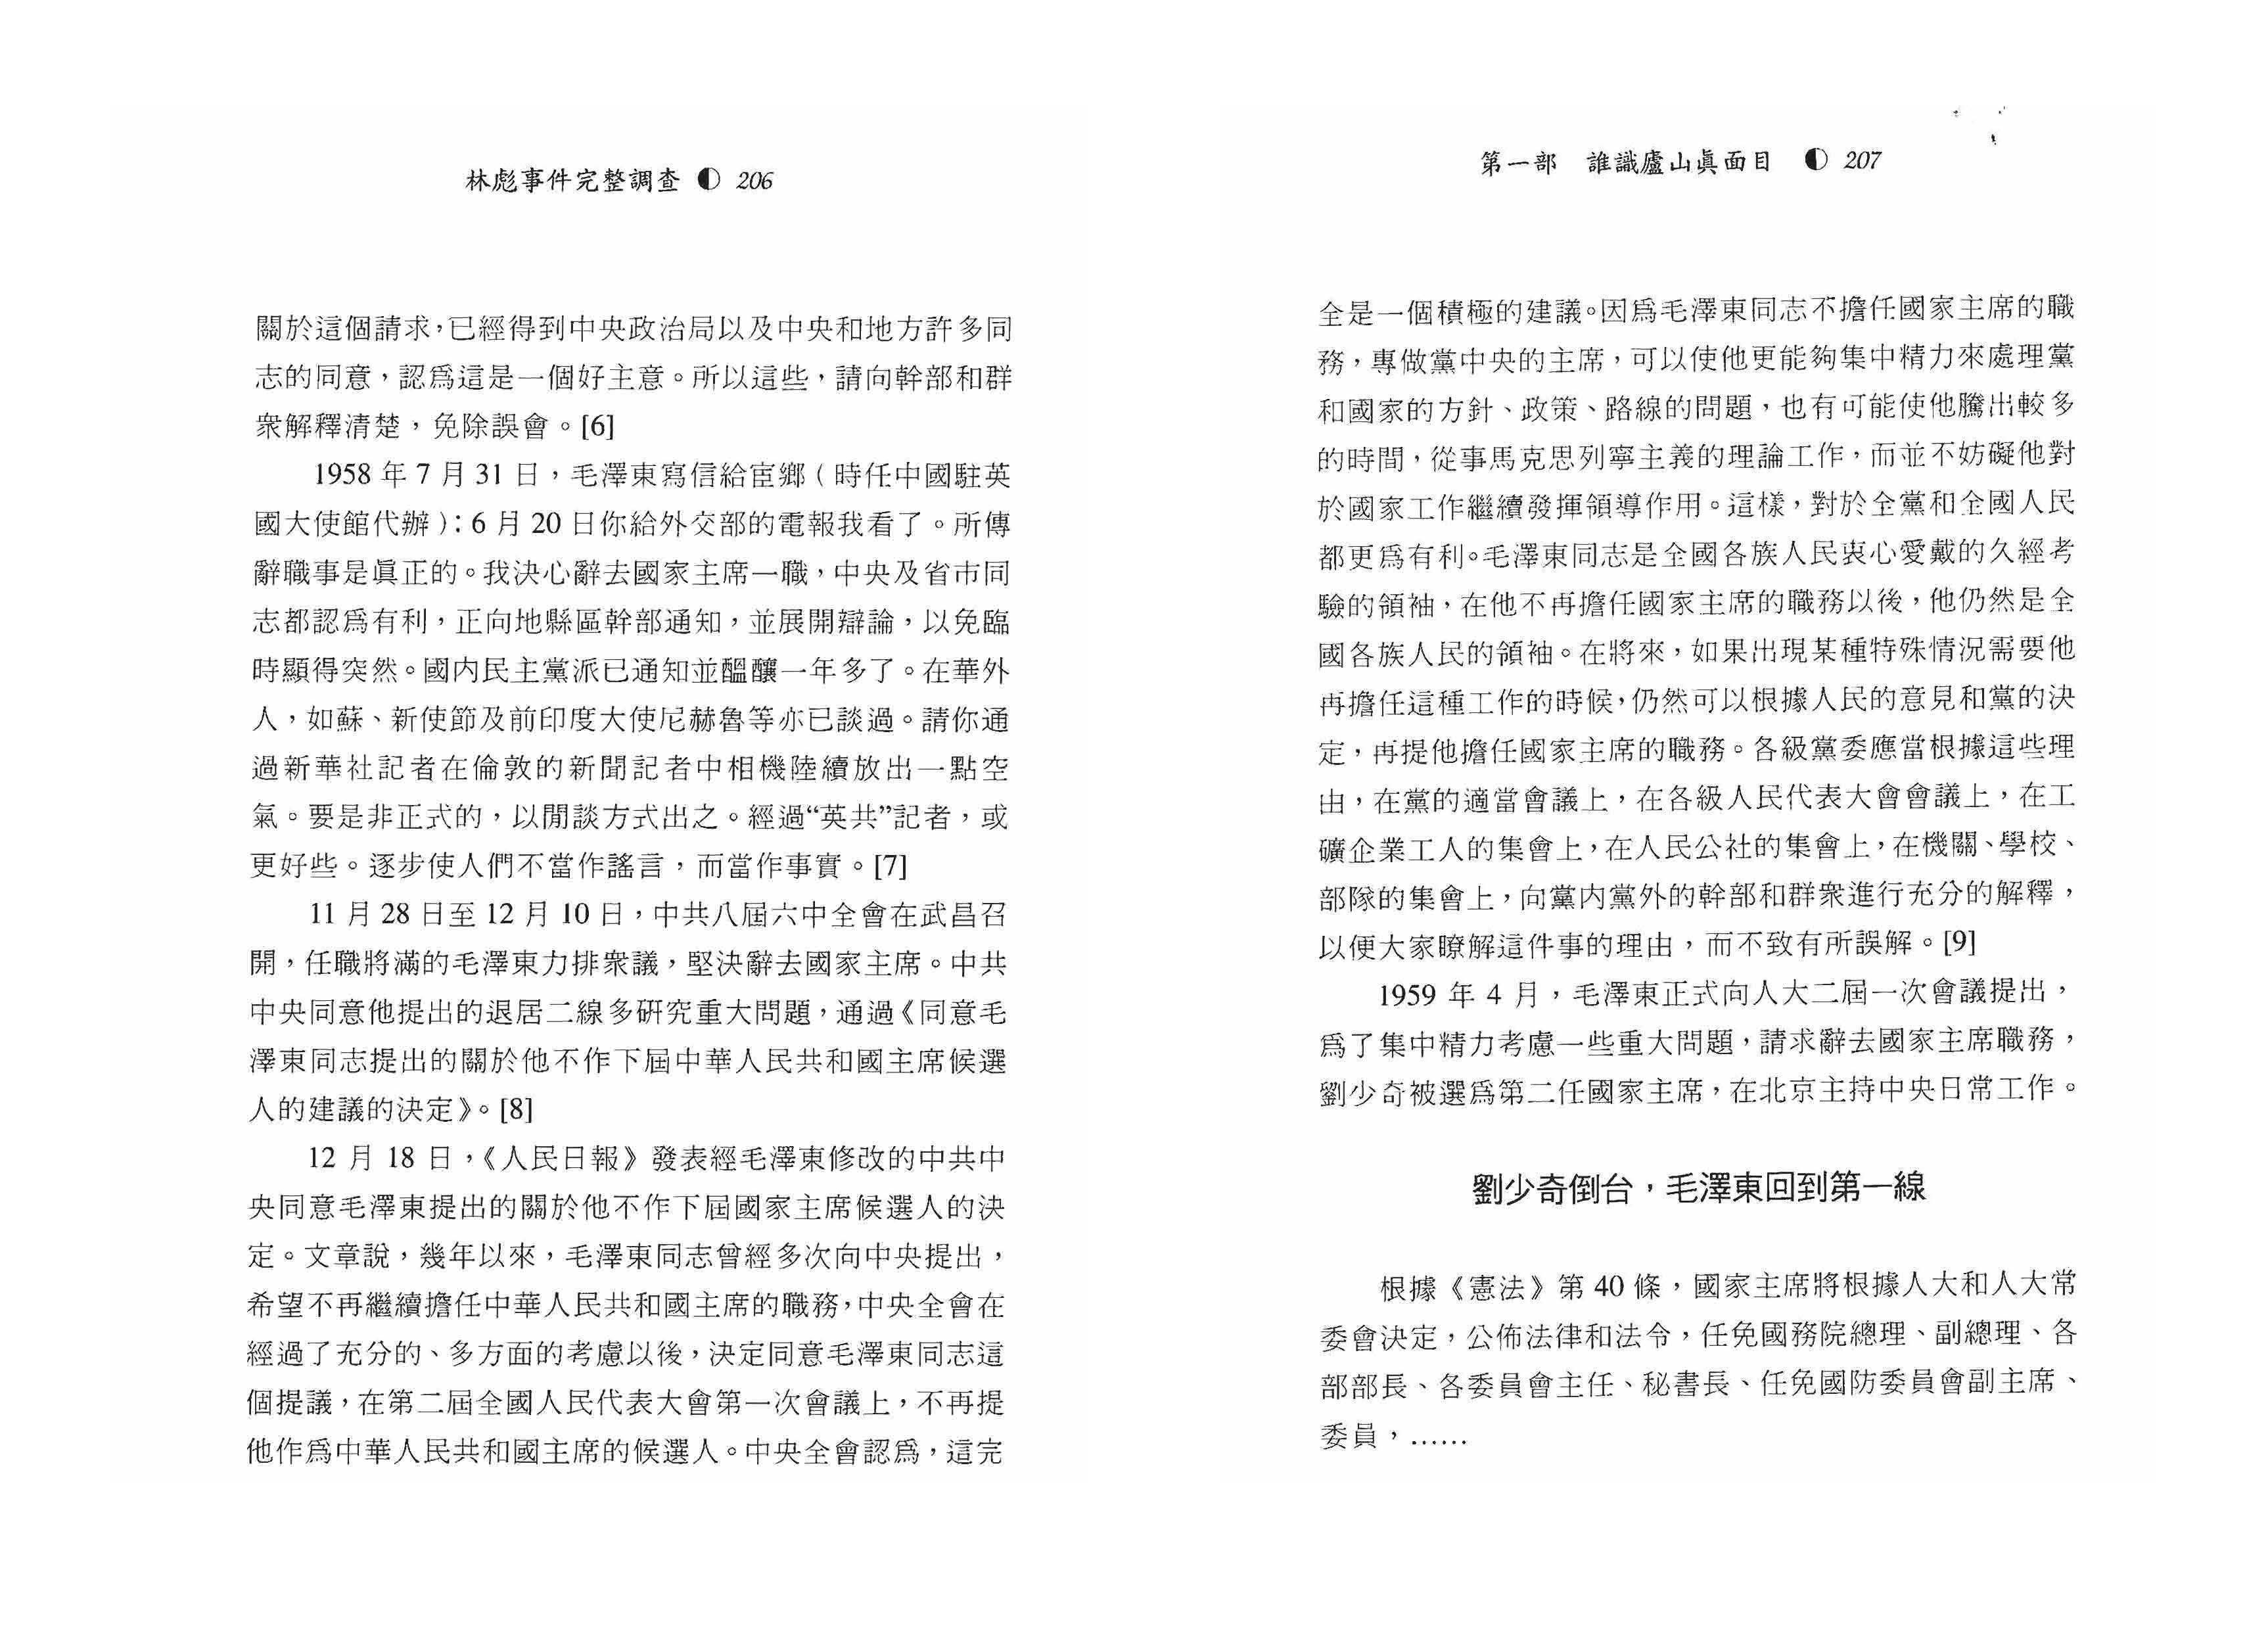 林彪事件完整調查 ◐ 206
關於這個請求，已經得到中央政治局以及中央和地方許多同
志的同意，認爲這是一個好主意。所以這些，請向幹部和群
衆解釋清楚，免除誤會。[6]
1958 年 7 月 31 日，毛澤東寫信給宦鄉（時任中國駐英
國大使館代辦）：6 月 20 日你給外交部的電報我看了。所傳
辭職事是眞正的。我決心辭去國家主席一職，中央及省市同
志都認爲有利，正向地縣區幹部通知，並展開辯論，以免臨
時顯得突然。國内民主黨派已通知並醞釀一年多了。在華外
人，如蘇、新使節及前印度大使尼赫魯等亦已談過。請你通
過新華社記者在倫敦的新聞記者中相機陸續放出一點空
氣。要是非正式的，以閒談方式出之。經過“英共”記者，或
更好些。逐步使人們不當作謠言，而當作事實。[7]
11 月 28 日至 12 月 10 日，中共八屆六中全會在武昌召
開，任職將滿的毛澤東力排衆議，堅決辭去國家主席。中共
中央同意他提出的退居二線多研究重大問題，通過《同意毛
澤東同志提出的關於他不作下屆中華人民共和國主席候選
人的建議的決定》。[8]
12 月 18 日，《人民日報》發表經毛澤東修改的中共中
央同意毛澤東提出的關於他不作下屆國家主席候選人的決
定。文章說，幾年以來，毛澤東同志曾經多次向中央提出，
希望不再繼續擔任中華人民共和國主席的職務，中央全會在
經過了充分的、多方面的考慮以後，決定同意毛澤東同志這
個提議，在第二屆全國人民代表大會第一次會議上，不再提
他作爲中華人民共和國主席的候選人。中央全會認爲，這完
第一部　誰識廬山眞面目 ◐ 207
全是一個積極的建議。因爲毛澤東同志不擔任國家主席的職
務，專做黨中央的主席，可以使他更能夠集中精力來處理黨
和國家的方針、政策、路線的問題，也有可能使他騰出較多
的時間，從事馬克思列寧主義的理論工作，而並不妨礙他對
於國家工作繼續發揮領導作用。這樣，對於全黨和全國人民
都更爲有利。毛澤東同志是全國各族人民衷心愛戴的久經考
驗的領袖，在他不再擔任國家主席的職務以後，他仍然是全
國各族人民的領袖。在將來，如果出現某種特殊情況需要他
再擔任這種工作的時候，仍然可以根據人民的意見和黨的決
定，再提他擔任國家主席的職務。各級黨委應當根據這些理
由，在黨的適當會議上，在各級人民代表大會會議上，在工
礦企業工人的集會上，在人民公社的集會上，在機關、學校、
部隊的集會上，向黨内黨外的幹部和群衆進行充分的解釋，
以便大家瞭解這件事的理由，而不致有所誤解。[9]
1959 年 4 月，毛澤東正式向人大二屆一次會議提出，
爲了集中精力考慮一些重大問題，請求辭去國家主席職務，
劉少奇被選爲第二任國家主席，在北京主持中央日常工作。
劉少奇倒台，毛澤東回到第一線
根據《憲法》第 40 條，國家主席將根據人大和人大常
委會決定，公佈法律和法令，任免國務院總理、副總理、各
部部長、各委員會主任、秘書長、任免國防委員會副主席、
委員，……